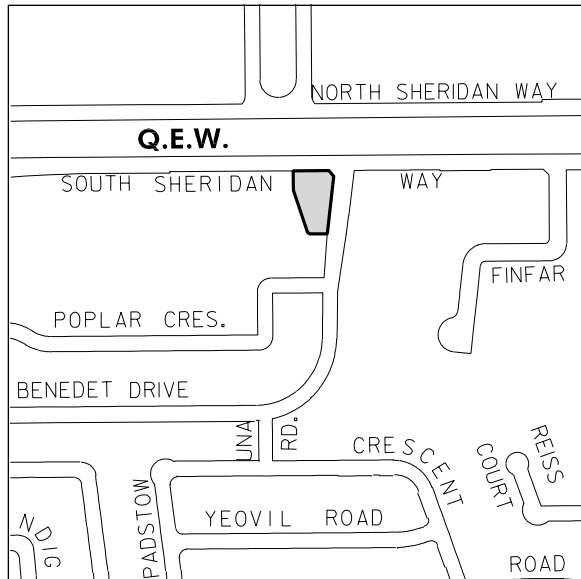 NORTH SHERIDAN WAY
Q.E.W.
SOUTH SHERIDAN WAY
FINFAR
POPLAR CRES.
BENEDET DRIVE
UNA RD.
CRESCENT
REISS
COURT
PADSTOW
YEOVIL ROAD
NDIG
ROAD